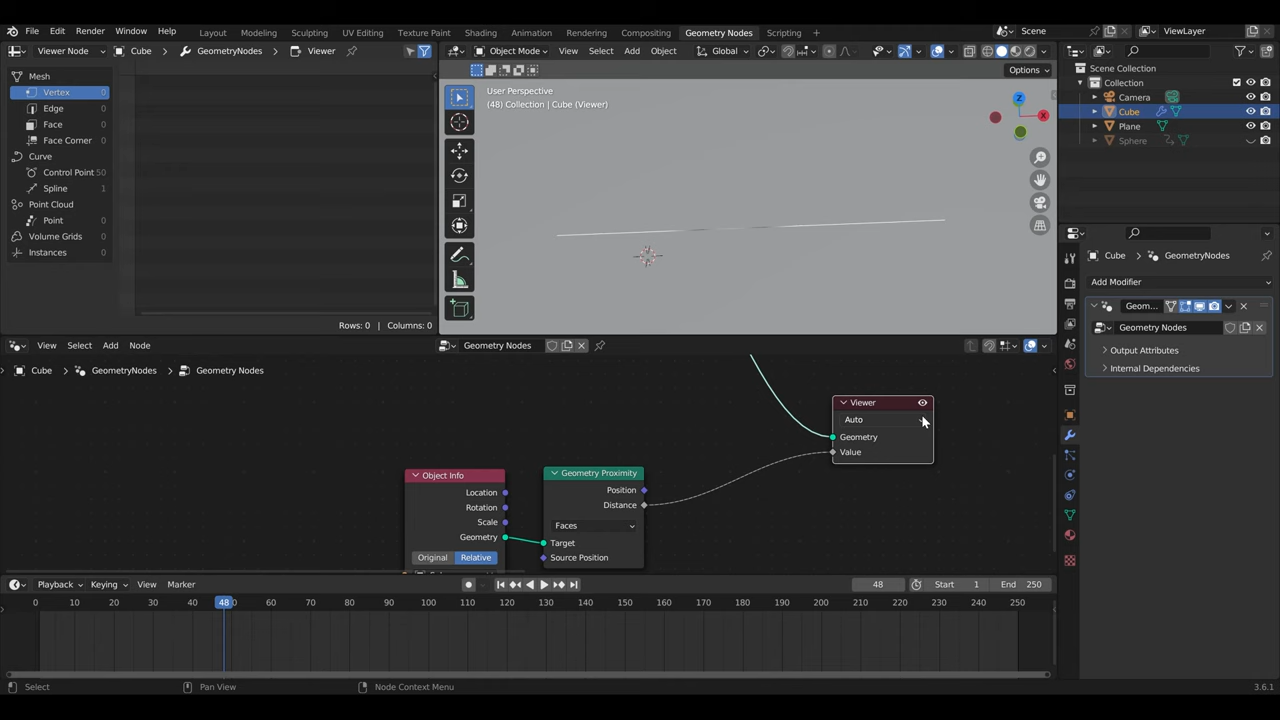 File Edit Render Window Help Layout Modeling Sculpting UV Editing Texture Paint Shading Animation Rendering Compositing Geometry Nodes Scripting + Scene ViewLayer
Viewer Node Cube GeometryNodes Viewer Object Mode View Select Add Object Global
Options
Mesh
Vertex 0
Edge 0
Face 0
Face Corner 0
Curve
Control Point 50
Spline 1
Point Cloud
Point 0
Volume Grids 0
Instances 0
Rows: 0 | Columns: 0
User Perspective
(48) Collection | Cube (Viewer)
Z
X
Scene Collection
Collection
Camera
Cube
Plane
Sphere
Cube GeometryNodes
Add Modifier
Geom...
Geometry Nodes
Output Attributes
Internal Dependencies
View Select Add Node Geometry Nodes
Cube GeometryNodes Geometry Nodes
Viewer
Auto
Geometry
Value
Object Info
Location
Rotation
Scale
Geometry
Original Relative
Geometry Proximity
Position
Distance
Faces
Target
Source Position
Playback Keying View Marker 48 Start 1 End 250
0 10 20 30 40 48 50 60 70 80 90 100 110 120 130 140 150 160 170 180 190 200 210 220 230 240 250
Select Pan View Node Context Menu 3.6.1